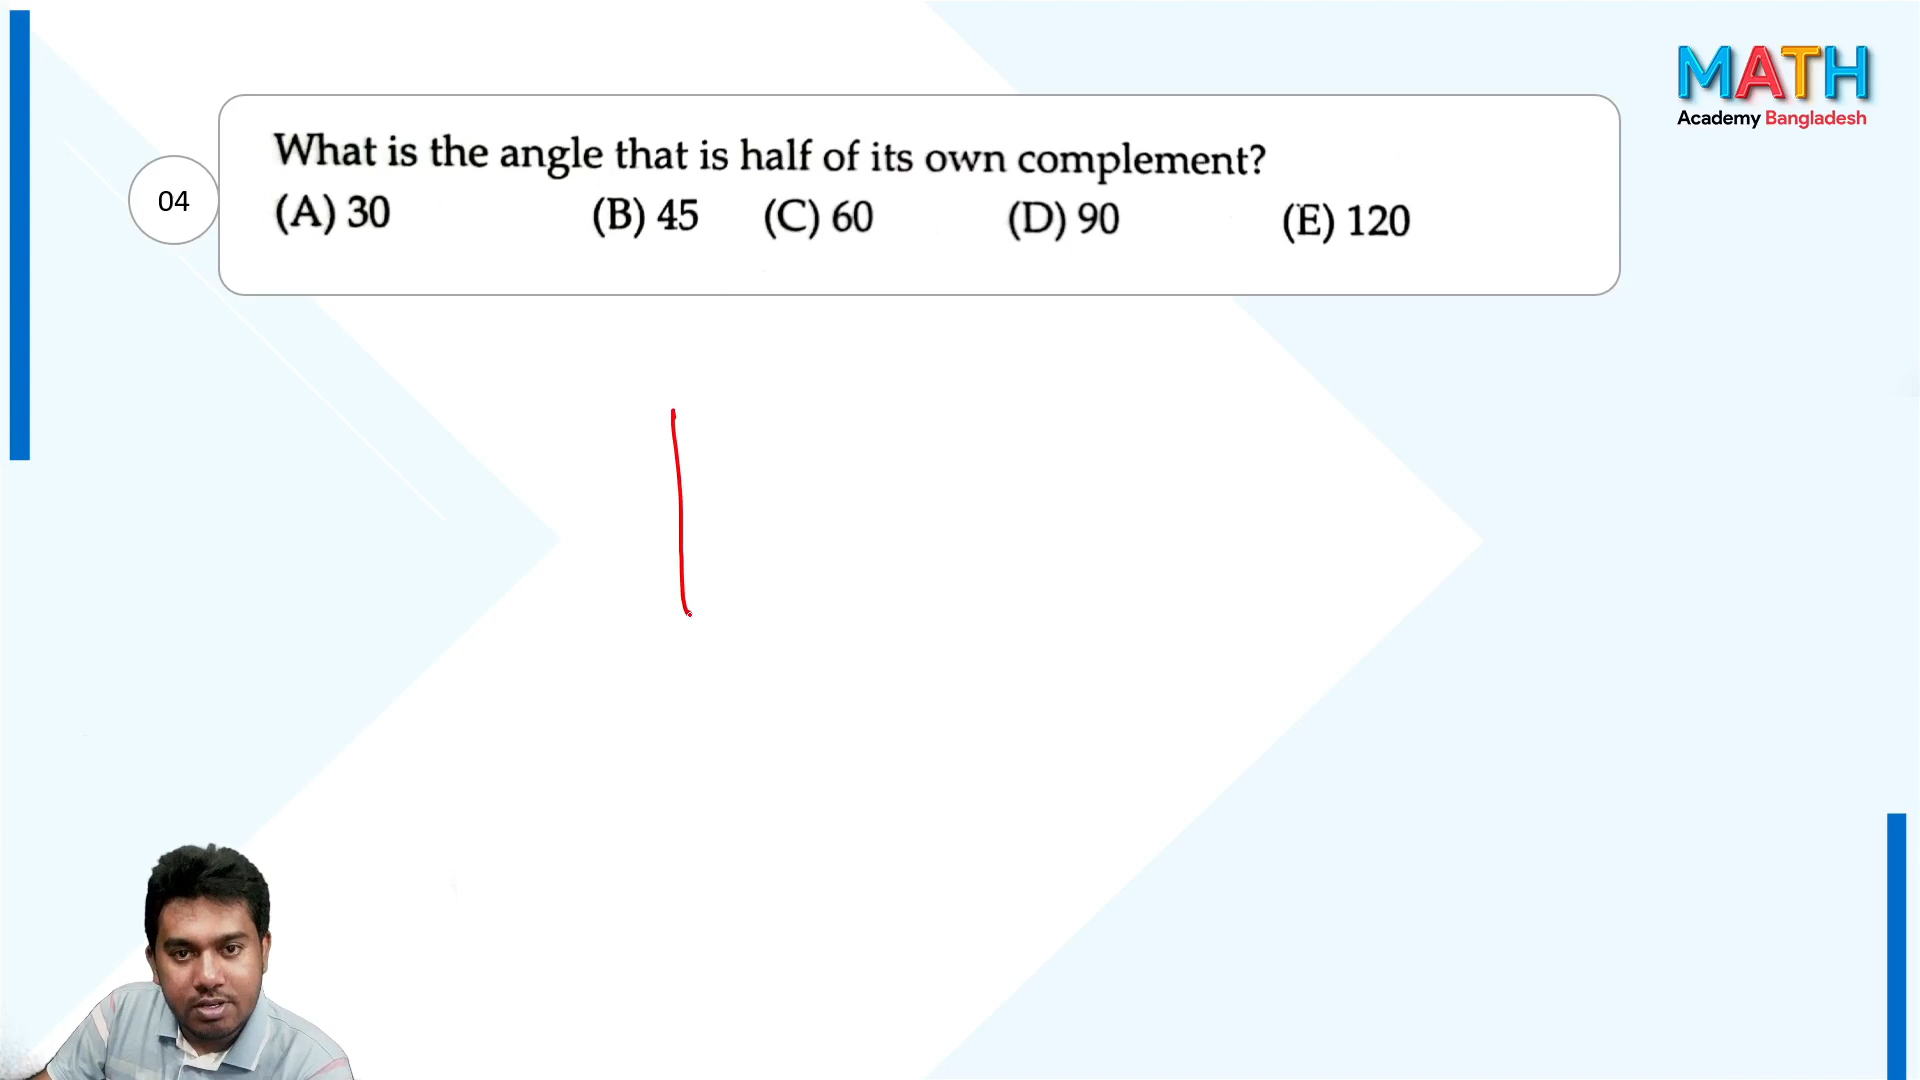 MATH
Academy Bangladesh
04
What is the angle that is half of its own complement?
(A) 30 (B) 45 (C) 60 (D) 90 (E) 120